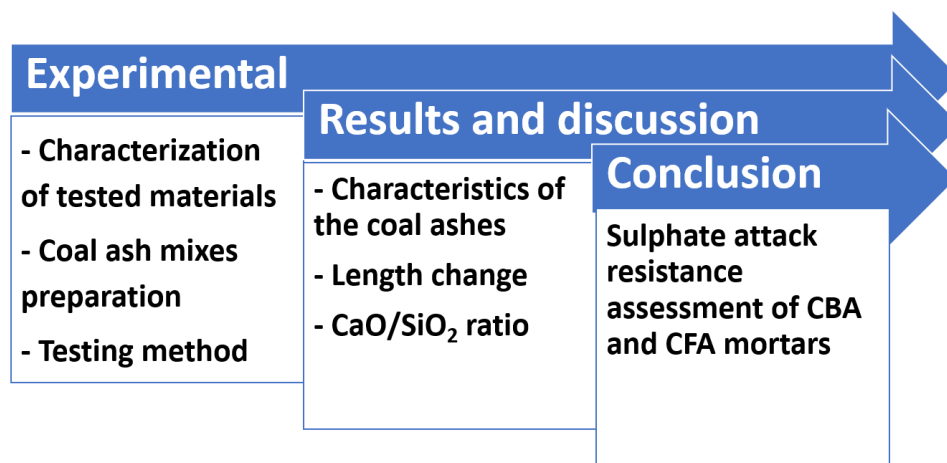 Experimental
- Characterization
of tested materials
- Coal ash mixes
preparation
- Testing method
Results and discussion
- Characteristics of
the coal ashes
- Length change
- CaO/SiO₂ ratio
Conclusion
Sulphate attack
resistance
assessment of CBA
and CFA mortars